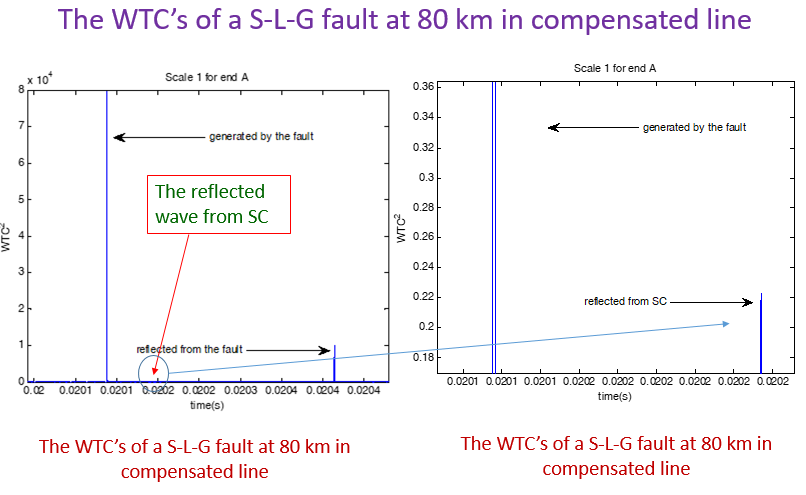 The WTC's of a S-L-G fault at 80 km in compensated line
x 10^4
Scale 1 for end A
8
7
6
5
4
3
2
1
0
WTC^2
generated by the fault
The reflected
wave from SC
reflected from the fault
0.02 0.0201 0.0201 0.0202 0.0202 0.0203 0.0203 0.0204 0.0204
time(s)
The WTC's of a S-L-G fault at 80 km in
compensated line
Scale 1 for end A
0.36
0.34
0.32
0.3
0.28
0.26
0.24
0.22
0.2
0.18
WTC^2
generated by the fault
reflected from SC
0.0201 0.0201 0.0202 0.0202 0.0202 0.0202 0.0202 0.0202 0.0202
time(s)
The WTC's of a S-L-G fault at 80 km in
compensated line